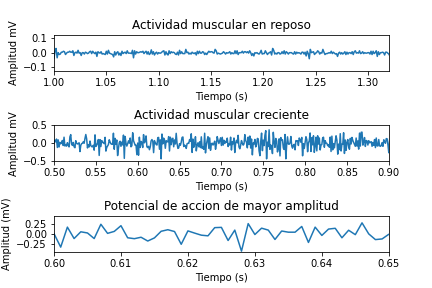 Actividad muscular en reposo
Amplitud mV
0.1
0.0
−0.1
1.00 1.05 1.10 1.15 1.20 1.25 1.30
Tiempo (s)
Actividad muscular creciente
Amplitud mV
0.5
0.0
−0.5
0.50 0.55 0.60 0.65 0.70 0.75 0.80 0.85 0.90
Tiempo (s)
Potencial de accion de mayor amplitud
Amplitud (mV)
0.25
0.00
−0.25
0.60 0.61 0.62 0.63 0.64 0.65
Tiempo (s)